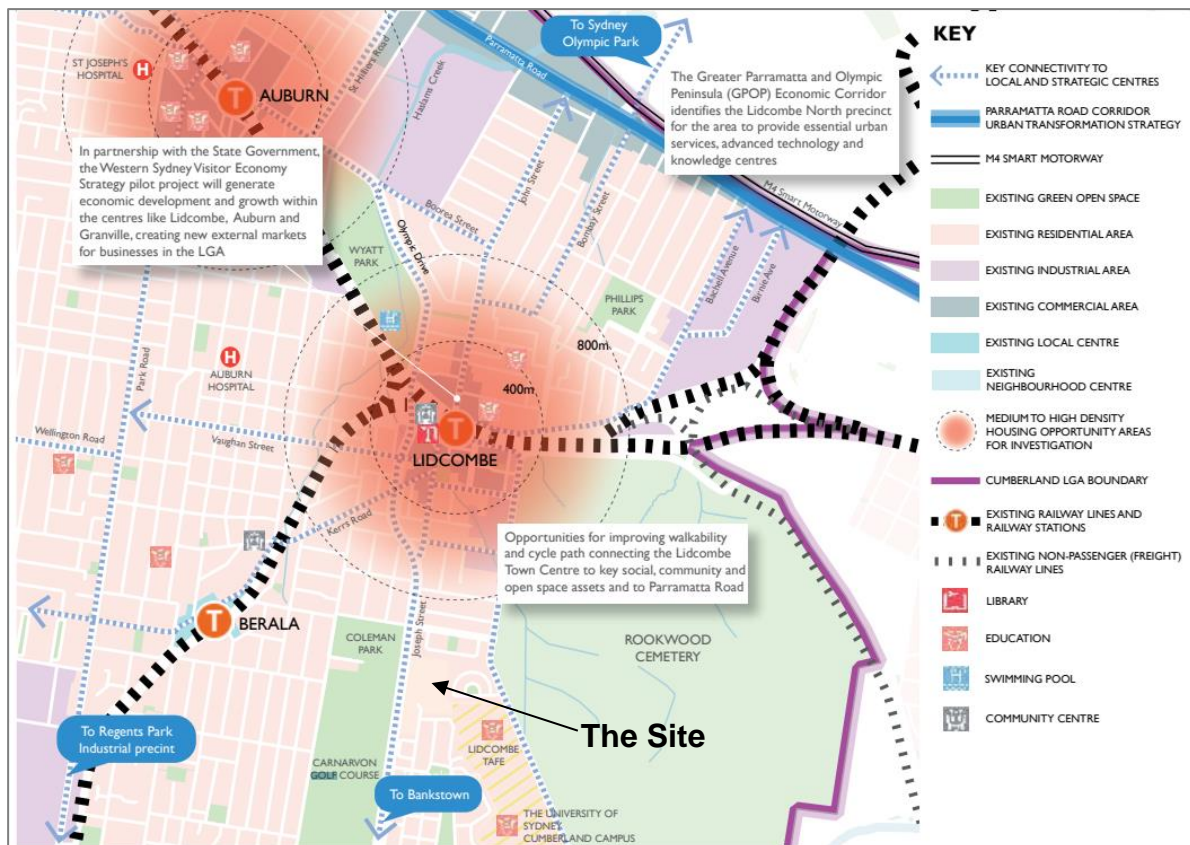 To Sydney
Olympic Park
ST JOSEPH'S
HOSPITAL
H
T
AUBURN
St Hilliers Road
Haslams Creek
Parramatta Road
The Greater Parramatta and Olympic
Peninsula (GPOP) Economic Corridor
identifies the Lidcombe North precinct
for the area to provide essential urban
services, advanced technology and
knowledge centres
In partnership with the State Government,
the Western Sydney Visitor Economy
Strategy pilot project will generate
economic development and growth within
the centres like Lidcombe, Auburn and
Granville, creating new external markets
for businesses in the LGA
M4 Smart Motorway
John Street
Boorea Street
Bombay Street
Olympic Drive
WYATT
PARK
Bachell Avenue
Birnie Ave
PHILLIPS
PARK
800m
400m
Park Road
H
AUBURN
HOSPITAL
Wellington Road
Vaughan Street
T
LIDCOMBE
Kerrs Road
Opportunities for improving walkability
and cycle path connecting the Lidcombe
Town Centre to key social, community and
open space assets and to Parramatta Road
T
BERALA
COLEMAN
PARK
Joseph Street
ROOKWOOD
CEMETERY
The Site
To Regents Park
Industrial precint
LIDCOMBE
TAFE
CARNARVON
GOLF COURSE
To Bankstown
THE UNIVERSITY OF
SYDNEY
CUMBERLAND CAMPUS
KEY
KEY CONNECTIVITY TO
LOCAL AND STRATEGIC CENTRES
PARRAMATTA ROAD CORRIDOR
URBAN TRANSFORMATION STRATEGY
M4 SMART MOTORWAY
EXISTING GREEN OPEN SPACE
EXISTING RESIDENTIAL AREA
EXISTING INDUSTRIAL AREA
EXISTING COMMERCIAL AREA
EXISTING LOCAL CENTRE
EXISTING
NEIGHBOURHOOD CENTRE
MEDIUM TO HIGH DENSITY
HOUSING OPPORTUNITY AREAS
FOR INVESTIGATION
CUMBERLAND LGA BOUNDARY
T
EXISTING RAILWAY LINES AND
RAILWAY STATIONS
EXISTING NON-PASSENGER (FREIGHT)
RAILWAY LINES
LIBRARY
EDUCATION
SWIMMING POOL
COMMUNITY CENTRE